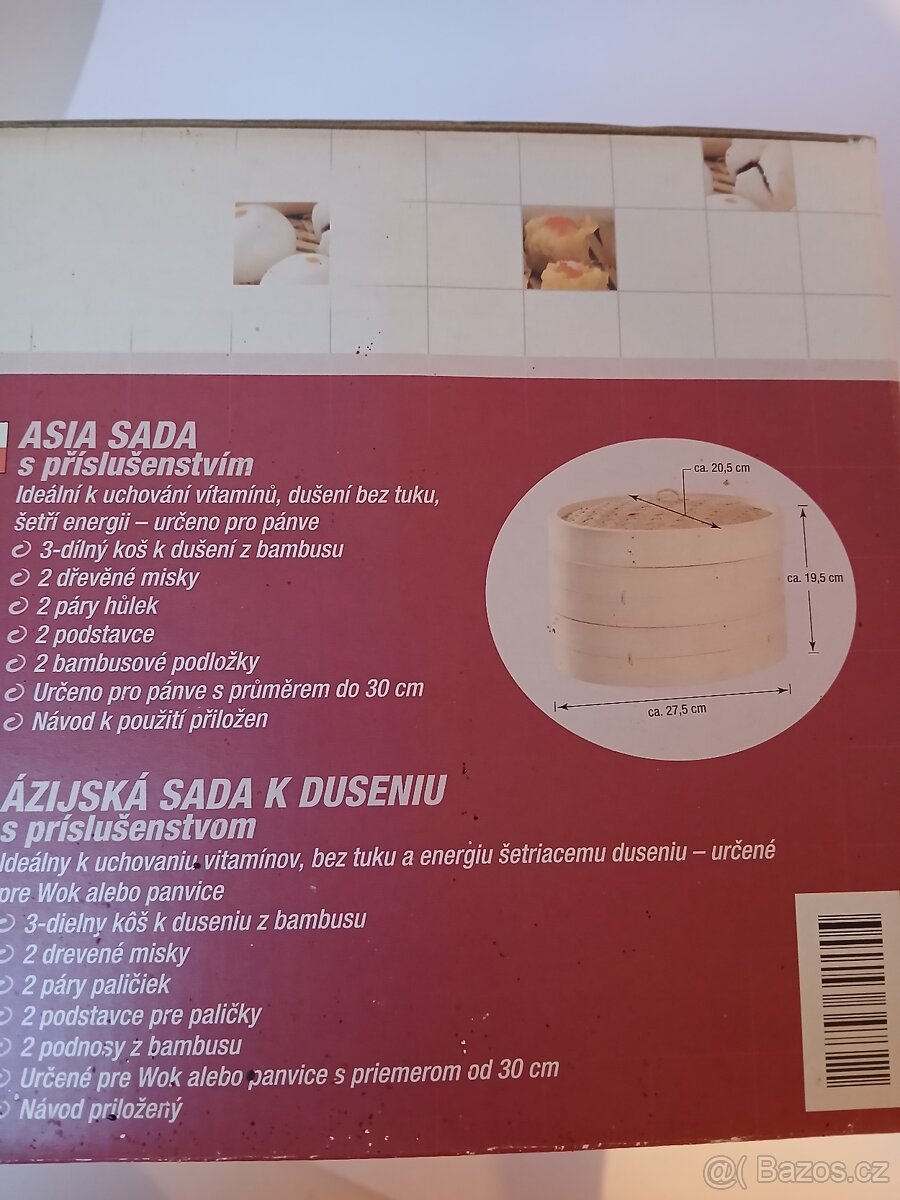 ASIA SADA
s příslušenstvím
Ideální k uchování vítamínů, dušení bez tuku,
šetří energii – určeno pro pánve
3-dílný koš k dušení z bambusu
2 dřevěné misky
2 páry hůlek
2 podstavce
2 bambusové podložky
Určeno pro pánve s průměrem do 30 cm
Návod k použití přiložen
ca. 20,5 cm
ca. 19,5 cm
ca. 27,5 cm
ÁZIJSKÁ SADA K DUSENIU
s príslušenstvom
Ideálny k uchovaniu vitamínov, bez tuku a energiu šetriacemu duseniu – určené
pre Wok alebo panvice
3-dielny kôš k duseniu z bambusu
2 drevené misky
2 páry paličiek
2 podstavce pre paličky
2 podnosy z bambusu
Určené pre Wok alebo panvice s priemerom od 30 cm
Návod priložený
@( Bazos.cz